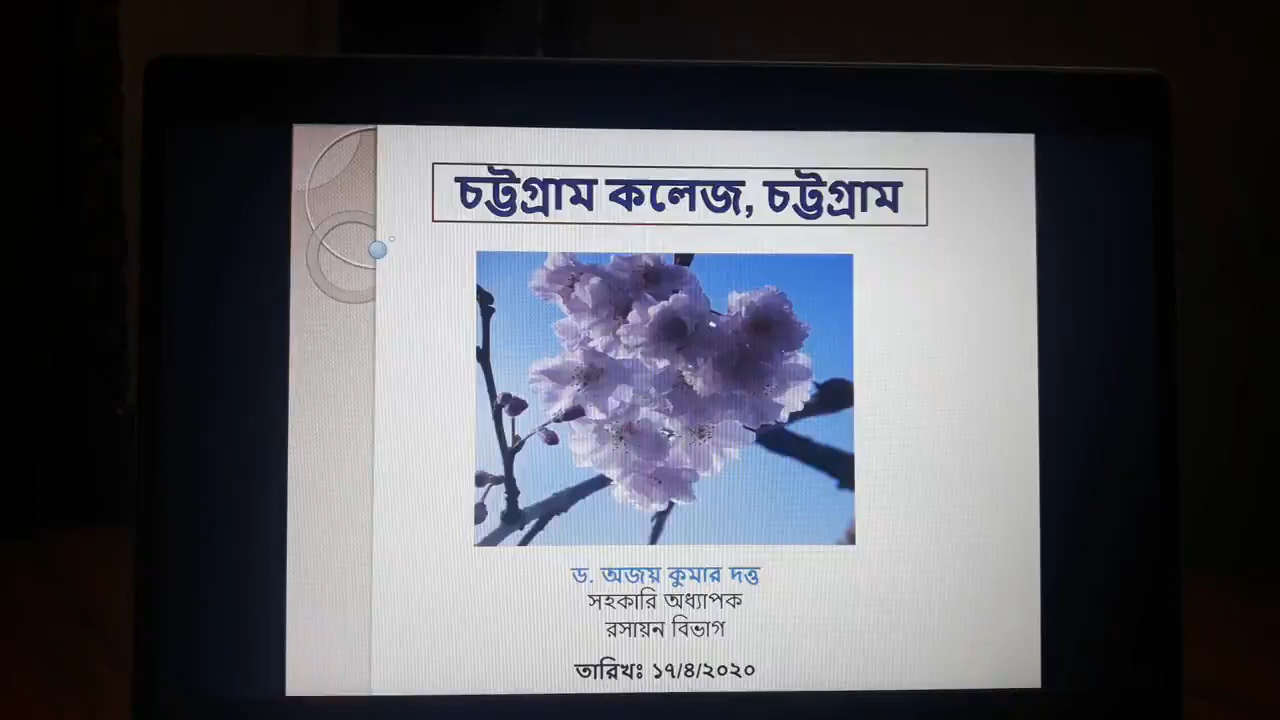 চট্টগ্রাম কলেজ, চট্টগ্রাম
ড. অজয় কুমার দত্ত
সহকারি অধ্যাপক
রসায়ন বিভাগ
তারিখঃ ১৭/৪/২০২০